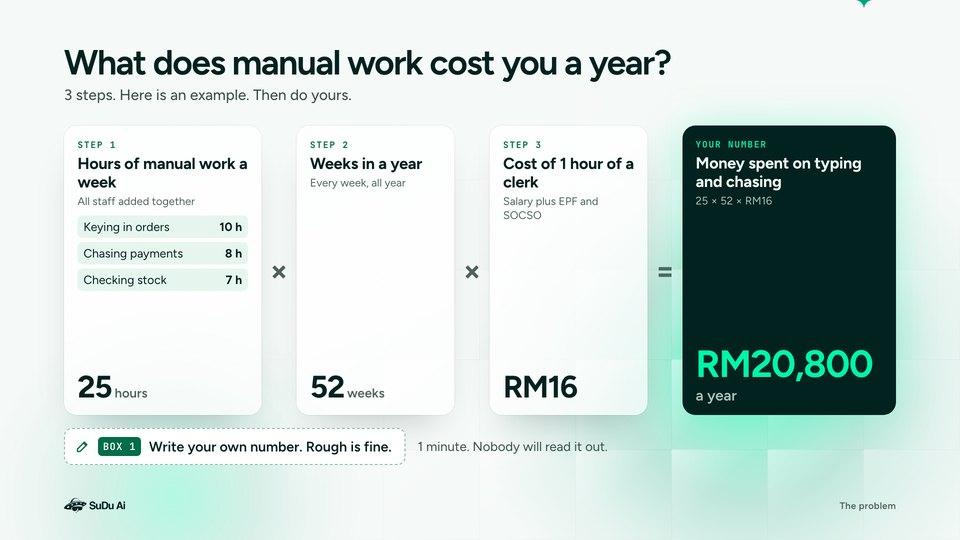 What does manual work cost you a year?
3 steps. Here is an example. Then do yours.
STEP 1
Hours of manual work a
week
All staff added together
Keying in orders 10 h
Chasing payments 8 h
Checking stock 7 h
25 hours
×
STEP 2
Weeks in a year
Every week, all year
52 weeks
×
STEP 3
Cost of 1 hour of a
clerk
Salary plus EPF and
SOCSO
RM16
=
YOUR NUMBER
Money spent on typing
and chasing
25 × 52 × RM16
RM20,800
a year
BOX 1 Write your own number. Rough is fine.
1 minute. Nobody will read it out.
SuDu Ai
The problem